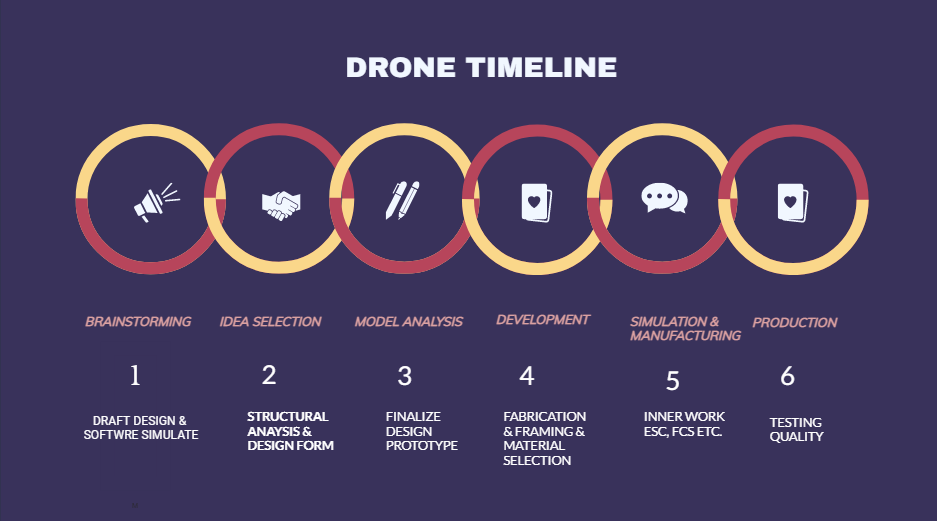 DRONE TIMELINE
BRAINSTORMING
IDEA SELECTION
MODEL ANALYSIS
DEVELOPMENT
SIMULATION &
MANUFACTURING
PRODUCTION
1
2
3
4
5
6
DRAFT DESIGN &
SOFTWRE SIMULATE
STRUCTURAL
ANAYSIS &
DESIGN FORM
FINALIZE
DESIGN
PROTOTYPE
FABRICATION
& FRAMING &
MATERIAL
SELECTION
INNER WORK
ESC, FCS ETC.
TESTING
QUALITY